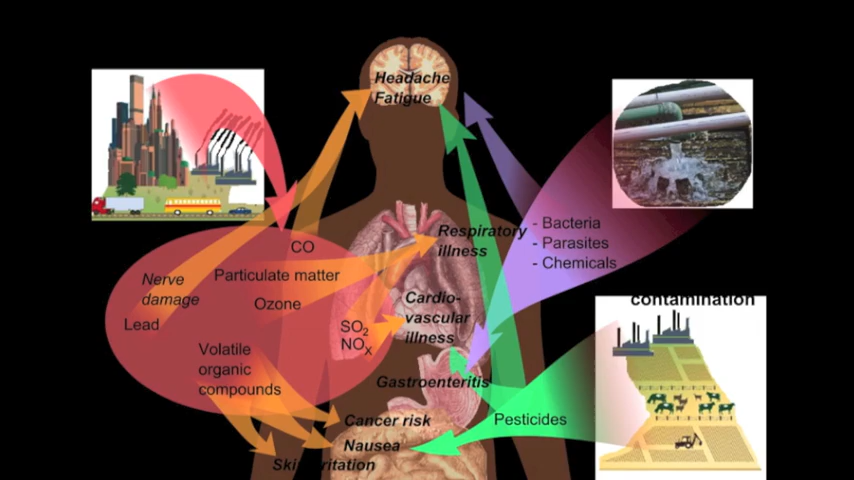 Headache
Fatigue
CO
Particulate matter
Nerve
damage
Ozone
Lead
SO2
NOx
Volatile
organic
compounds
Respiratory
illness
Cardio-
vascular
illness
Gastroenteritis
Cancer risk
Nausea
- Bacteria
- Parasites
- Chemicals
contamination
Pesticides